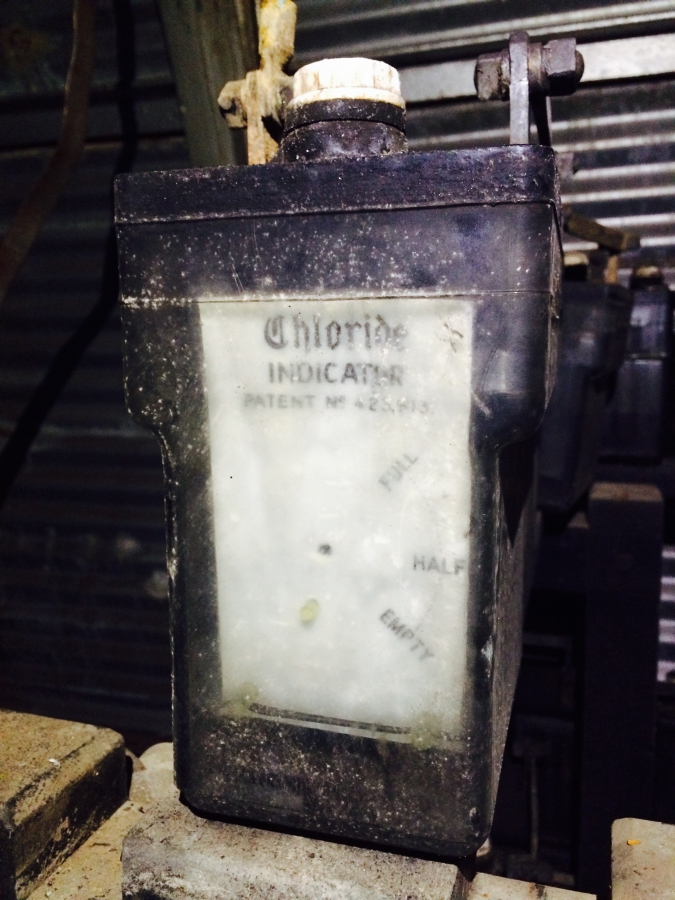 Chloride
INDICATOR
PATENT Nº
FULL
HALF
EMPTY